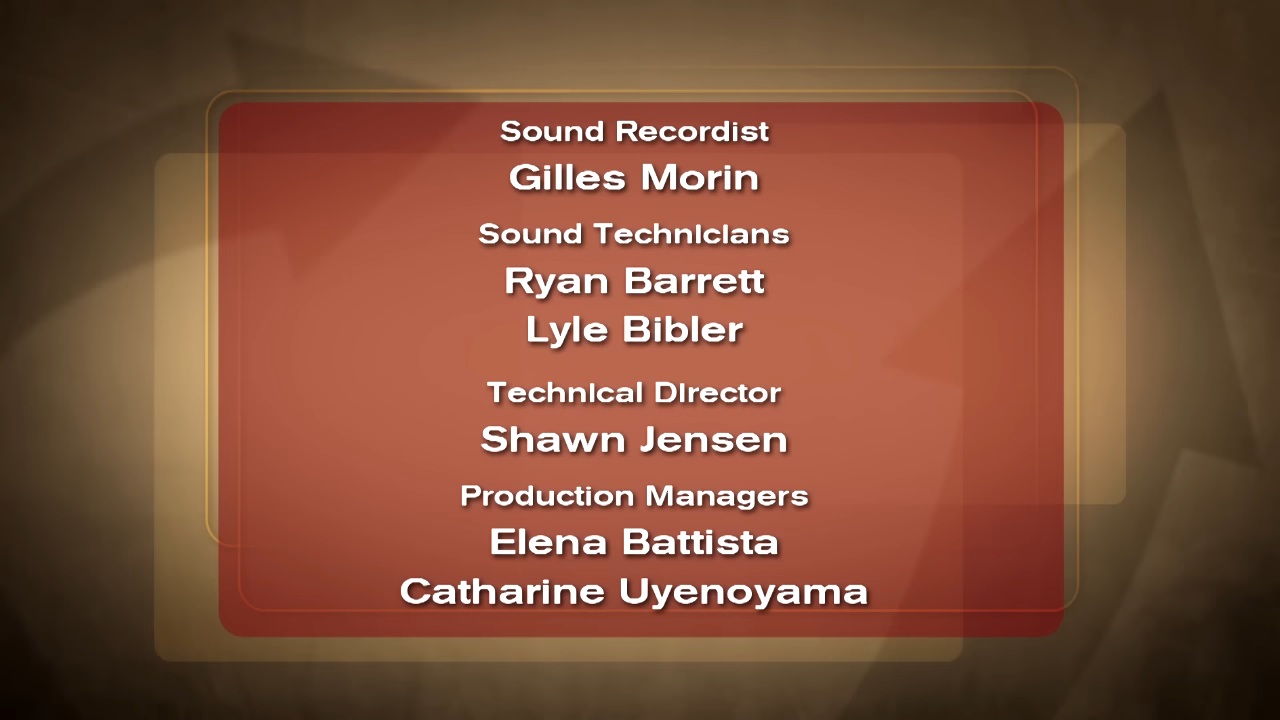 Sound Recordist
Gilles Morin
Sound Technicians
Ryan Barrett
Lyle Bibler
Technical Director
Shawn Jensen
Production Managers
Elena Battista
Catharine Uyenoyama